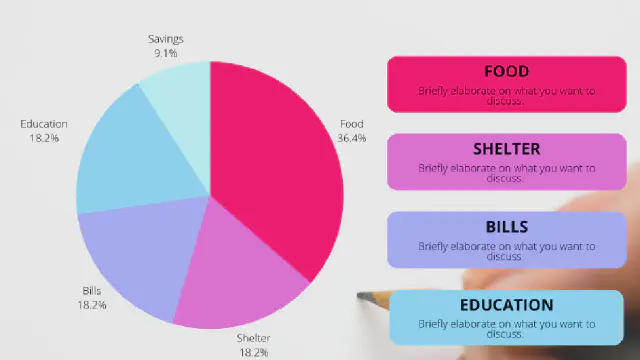 Savings
9.1%
Education
18.2%
Food
36.4%
Bills
18.2%
Shelter
18.2%
FOOD
Briefly elaborate on what you want to
discuss.
SHELTER
Briefly elaborate on what you want to
discuss.
BILLS
Briefly elaborate on what you want to
discuss.
EDUCATION
Briefly elaborate on what you want to
discuss.